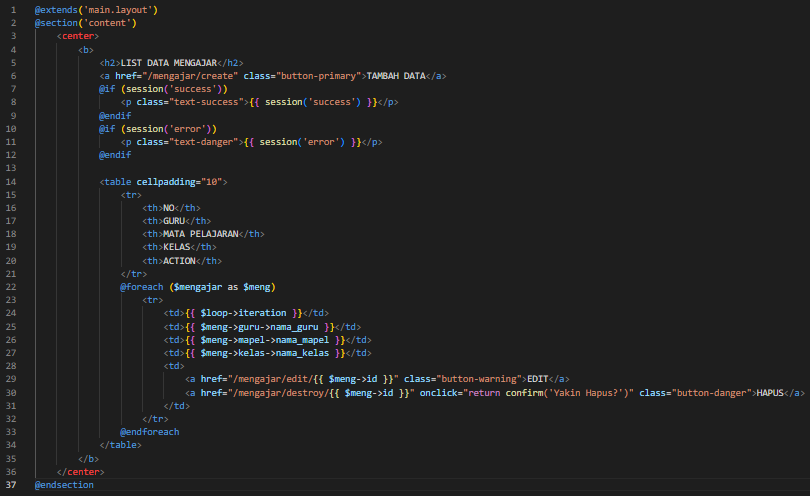 1 @extends('main.layout')
2 @section('content')
3 <center>
4 <b>
5 <h2>LIST DATA MENGAJAR</h2>
6 <a href="/mengajar/create" class="button-primary">TAMBAH DATA</a>
7 @if (session('success'))
8 <p class="text-success">{{ session('success') }}</p>
9 @endif
10 @if (session('error'))
11 <p class="text-danger">{{ session('error') }}</p>
12 @endif
13
14 <table cellpadding="10">
15 <tr>
16 <th>NO</th>
17 <th>GURU</th>
18 <th>MATA PELAJARAN</th>
19 <th>KELAS</th>
20 <th>ACTION</th>
21 </tr>
22 @foreach ($mengajar as $meng)
23 <tr>
24 <td>{{ $loop->iteration }}</td>
25 <td>{{ $meng->guru->nama_guru }}</td>
26 <td>{{ $meng->mapel->nama_mapel }}</td>
27 <td>{{ $meng->kelas->nama_kelas }}</td>
28 <td>
29 <a href="/mengajar/edit/{{ $meng->id }}" class="button-warning">EDIT</a>
30 <a href="/mengajar/destroy/{{ $meng->id }}" onclick="return confirm('Yakin Hapus?')" class="button-danger">HAPUS</a>
31 </td>
32 </tr>
33 @endforeach
34 </table>
35 </b>
36 </center>
37 @endsection